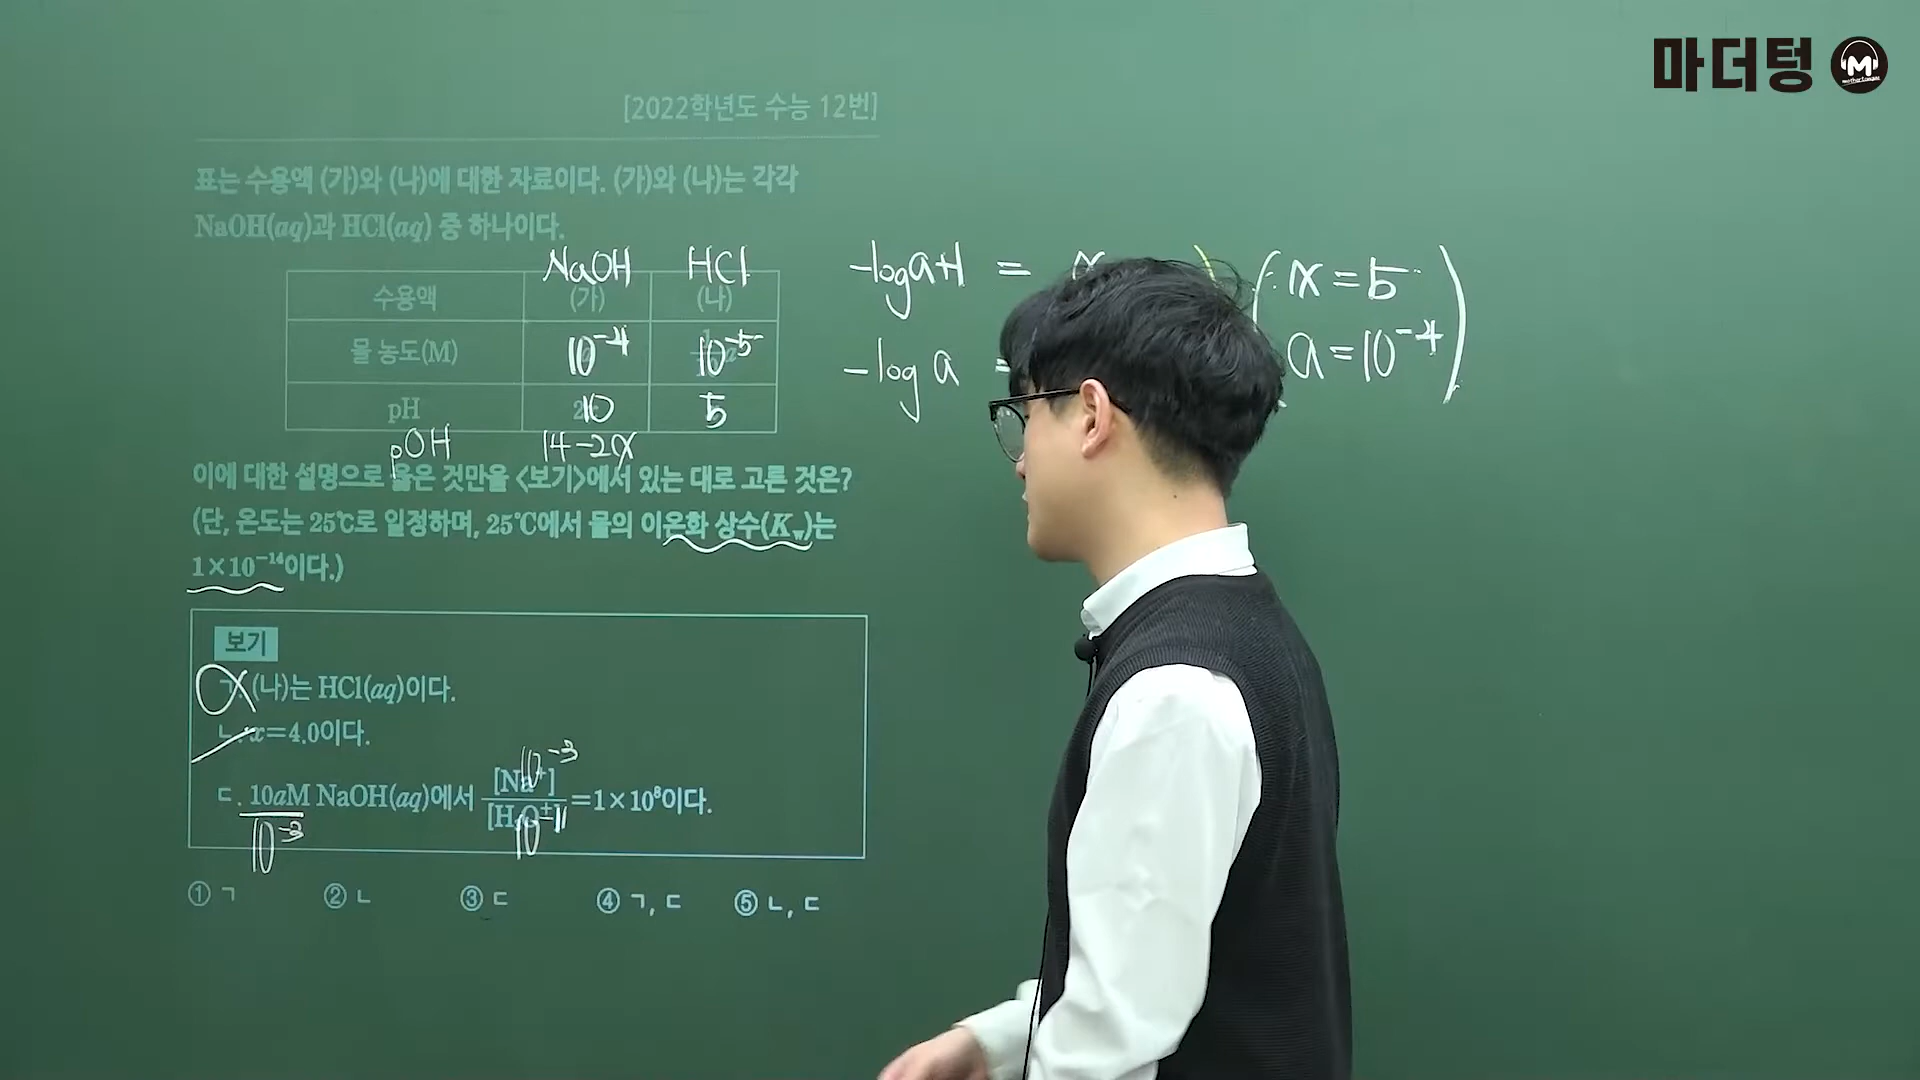 마더텅
[2022학년도 수능 12번]
표는 수용액 (가)와 (나)에 대한 자료이다. (가)와 (나)는 각각
NaOH(aq)과 HCl(aq) 중 하나이다.
NaOH HCl
수용액 (가) (나)
몰 농도(M) 10⁻⁴ 10⁻⁵
pH 10 5
pOH 14-2x
-log a+1 =
-log a
x=5
a=10⁻⁴
이에 대한 설명으로 옳은 것만을 <보기>에서 있는 대로 고른 것은?
(단, 온도는 25℃로 일정하며, 25℃에서 물의 이온화 상수(Kw)는
1×10⁻¹⁴이다.)
보기
ㄱ. (나)는 HCl(aq)이다.
ㄴ. x=4.0이다.
10⁻³
ㄷ. 10aM NaOH(aq)에서 [Na⁺]/[H₃O⁺]=1×10⁸이다.
10⁻³ 10⁻¹¹
① ㄱ ② ㄴ ③ ㄷ ④ ㄱ, ㄷ ⑤ ㄴ, ㄷ